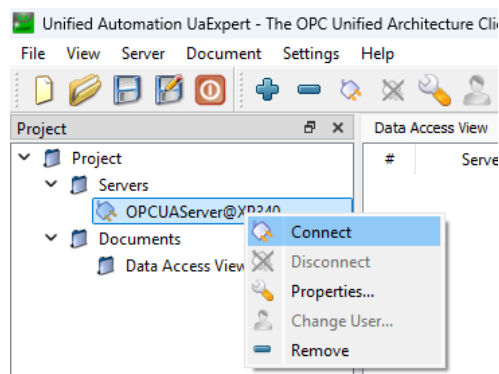 Unified Automation UaExpert - The OPC Unified Architecture Cli
File View Server Document Settings Help
Project
Data Access View
Project
# Serve
Servers
OPCUAServer@XP340
Documents
Data Access View
Connect
Disconnect
Properties...
Change User...
Remove